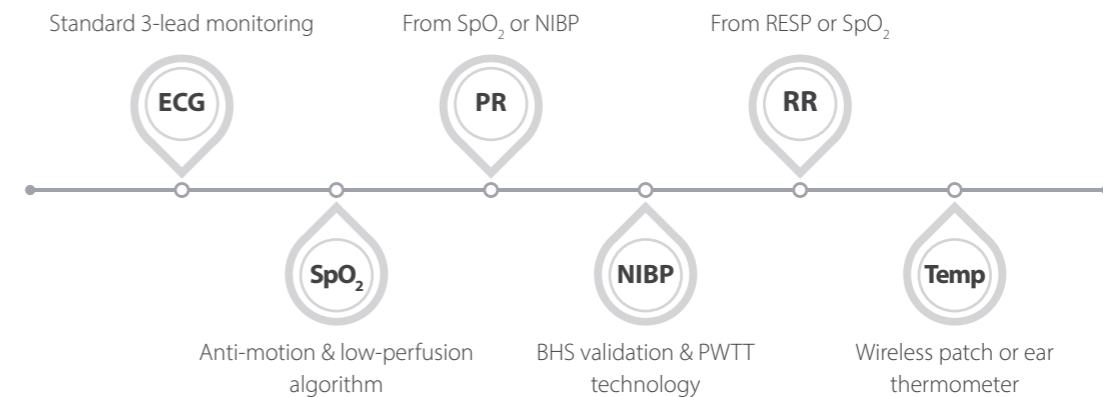 Standard 3-lead monitoring
From SpO₂ or NIBP
From RESP or SpO₂
ECG
PR
RR
SpO₂
NIBP
Temp
Anti-motion & low-perfusion
algorithm
BHS validation & PWTT
technology
Wireless patch or ear
thermometer